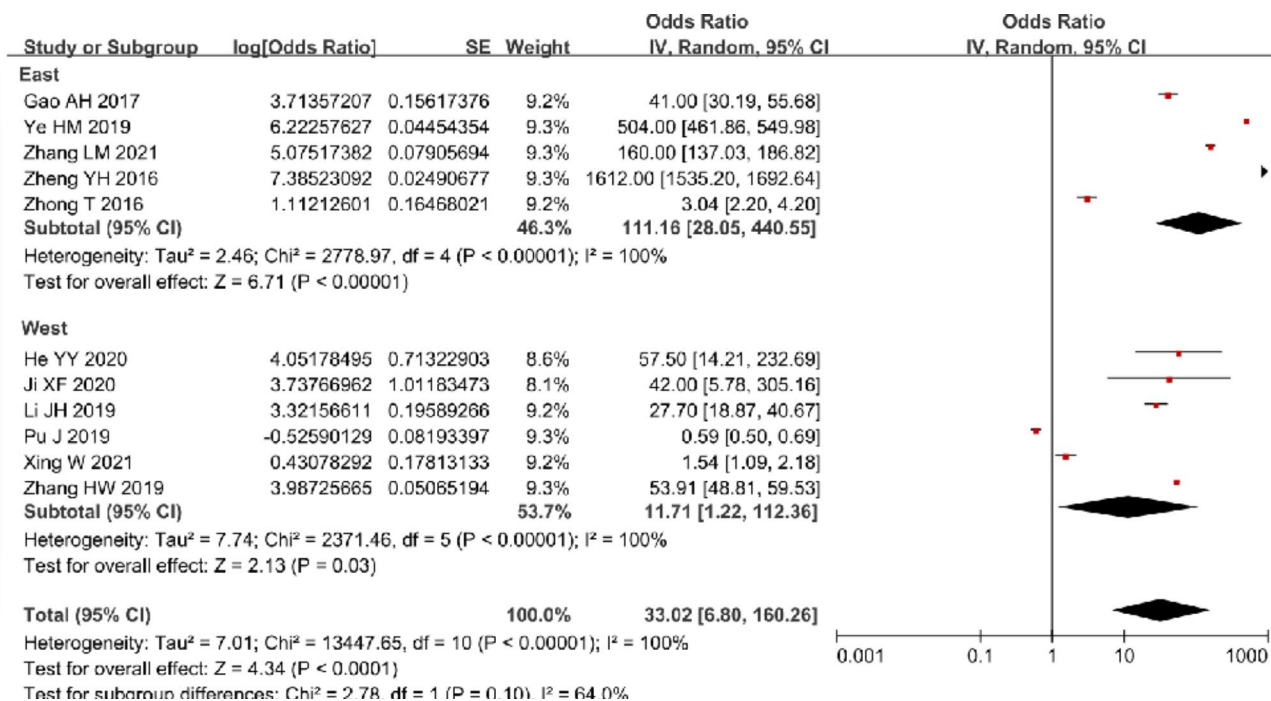 Odds Ratio Odds Ratio
Study or Subgroup log[Odds Ratio] SE Weight IV, Random, 95% CI IV, Random, 95% CI
East
Gao AH 2017 3.71357207 0.15617376 9.2% 41.00 [30.19, 55.68]
Ye HM 2019 6.22257627 0.04454354 9.3% 504.00 [461.86, 549.98]
Zhang LM 2021 5.07517382 0.07905694 9.3% 160.00 [137.03, 186.82]
Zheng YH 2016 7.38523092 0.02490677 9.3% 1612.00 [1535.20, 1692.64]
Zhong T 2016 1.11212601 0.16468021 9.2% 3.04 [2.20, 4.20]
Subtotal (95% CI) 46.3% 111.16 [28.05, 440.55]
Heterogeneity: Tau² = 2.46; Chi² = 2778.97, df = 4 (P < 0.00001); I² = 100%
Test for overall effect: Z = 6.71 (P < 0.00001)
West
He YY 2020 4.05178495 0.71322903 8.6% 57.50 [14.21, 232.69]
Ji XF 2020 3.73766962 1.01183473 8.1% 42.00 [5.78, 305.16]
Li JH 2019 3.32156611 0.19589266 9.2% 27.70 [18.87, 40.67]
Pu J 2019 -0.52590129 0.08193397 9.3% 0.59 [0.50, 0.69]
Xing W 2021 0.43078292 0.17813133 9.2% 1.54 [1.09, 2.18]
Zhang HW 2019 3.98725665 0.05065194 9.3% 53.91 [48.81, 59.53]
Subtotal (95% CI) 53.7% 11.71 [1.22, 112.36]
Heterogeneity: Tau² = 7.74; Chi² = 2371.46, df = 5 (P < 0.00001); I² = 100%
Test for overall effect: Z = 2.13 (P = 0.03)
Total (95% CI) 100.0% 33.02 [6.80, 160.26]
Heterogeneity: Tau² = 7.01; Chi² = 13447.65, df = 10 (P < 0.00001); I² = 100%
Test for overall effect: Z = 4.34 (P < 0.0001)
Test for subgroup differences: Chi² = 2.78, df = 1 (P = 0.10), I² = 64.0%
0.001 0.1 1 10 1000